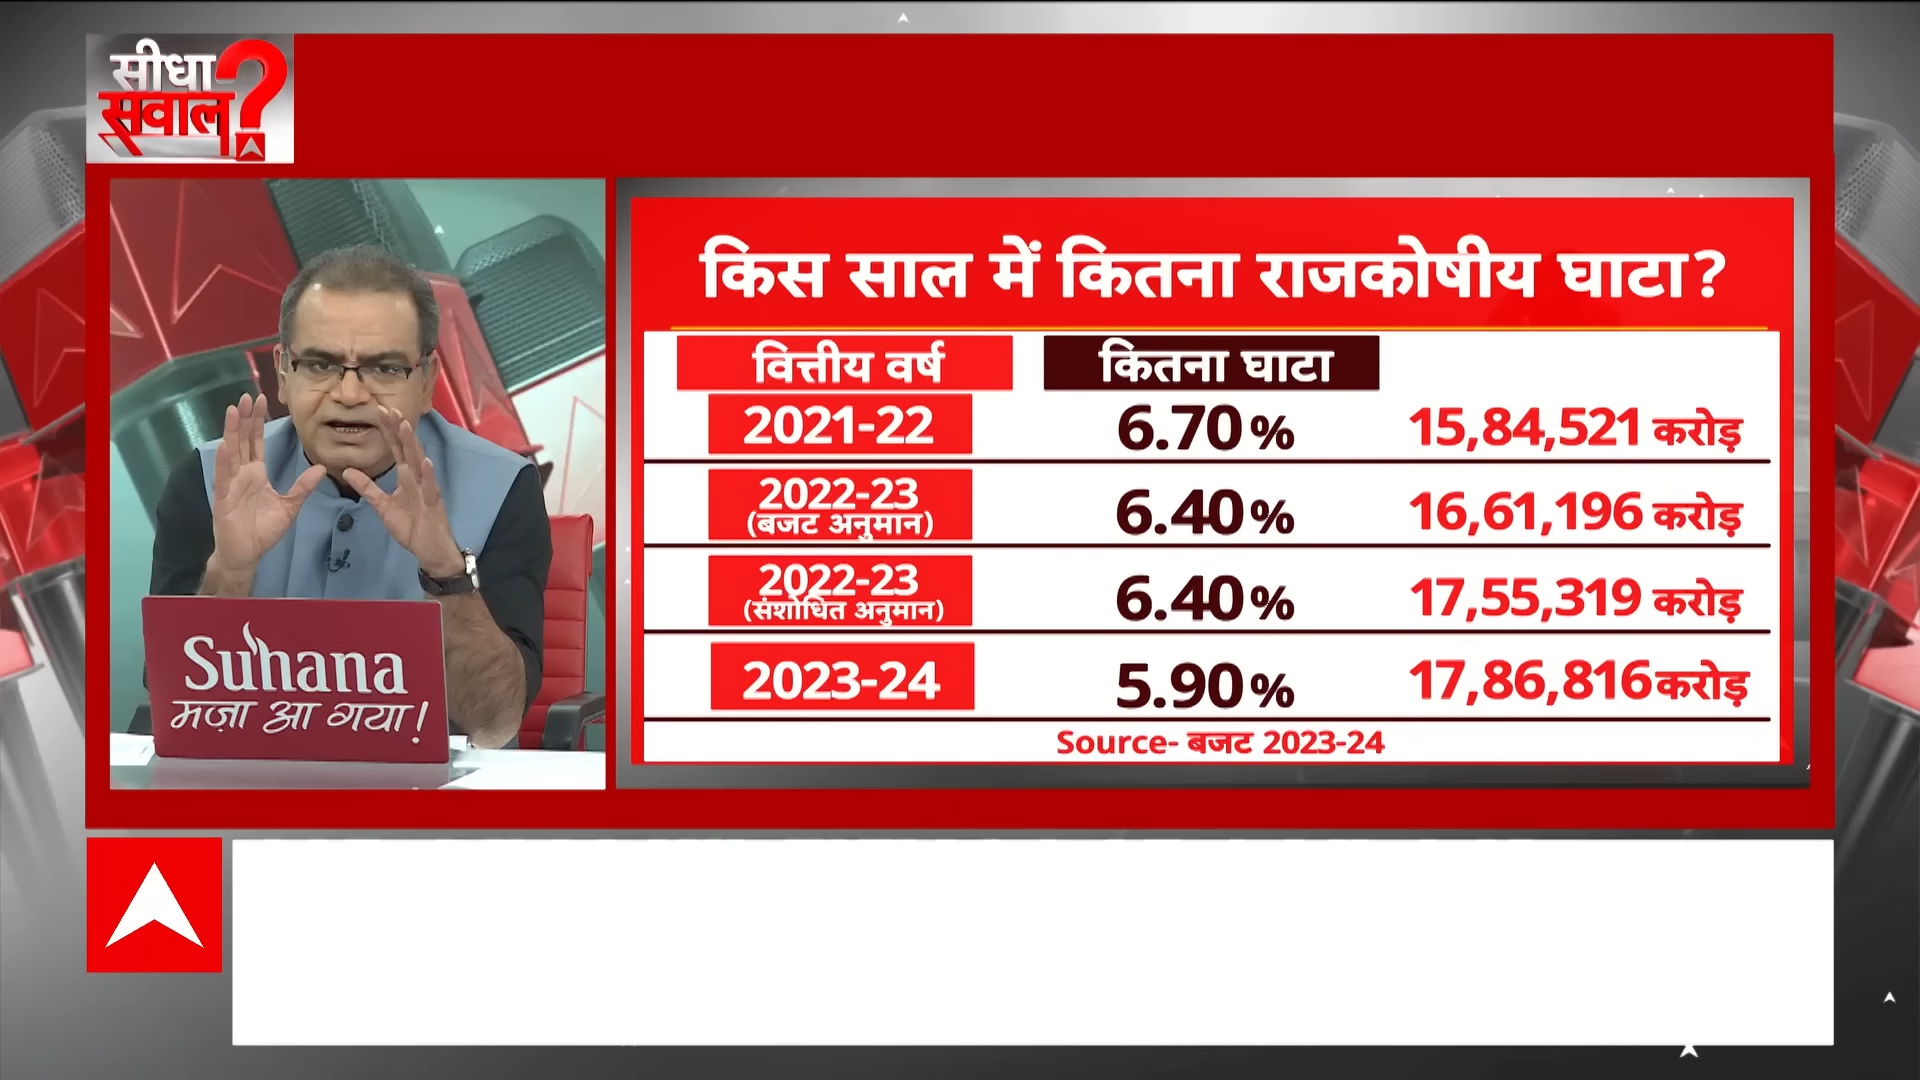 सीधा
सवाल?
किस साल में कितना राजकोषीय घाटा?
वित्तीय वर्ष कितना घाटा
2021-22 6.70% 15,84,521 करोड़
2022-23 (बजट अनुमान) 6.40% 16,61,196 करोड़
2022-23 (संशोधित अनुमान) 6.40% 17,55,319 करोड़
2023-24 5.90% 17,86,816 करोड़
Source- बजट 2023-24
Suhana
मज़ा आ गया!